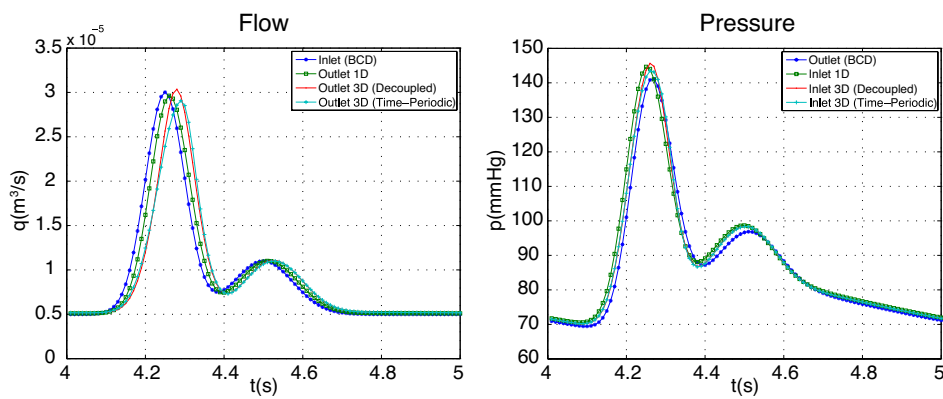 Flow
x 10⁻⁵
3.5
3
2.5
2
1.5
1
0.5
0
q(m³/s)
4 4.2 4.4 4.6 4.8 5
t(s)
Inlet (BCD)
Outlet 1D
Outlet 3D (Decoupled)
Outlet 3D (Time–Periodic)
Pressure
150
140
130
120
110
100
90
80
70
60
p(mmHg)
4 4.2 4.4 4.6 4.8 5
t(s)
Outlet (BCD)
Inlet 1D
Inlet 3D (Decoupled)
Inlet 3D (Time–Periodic)